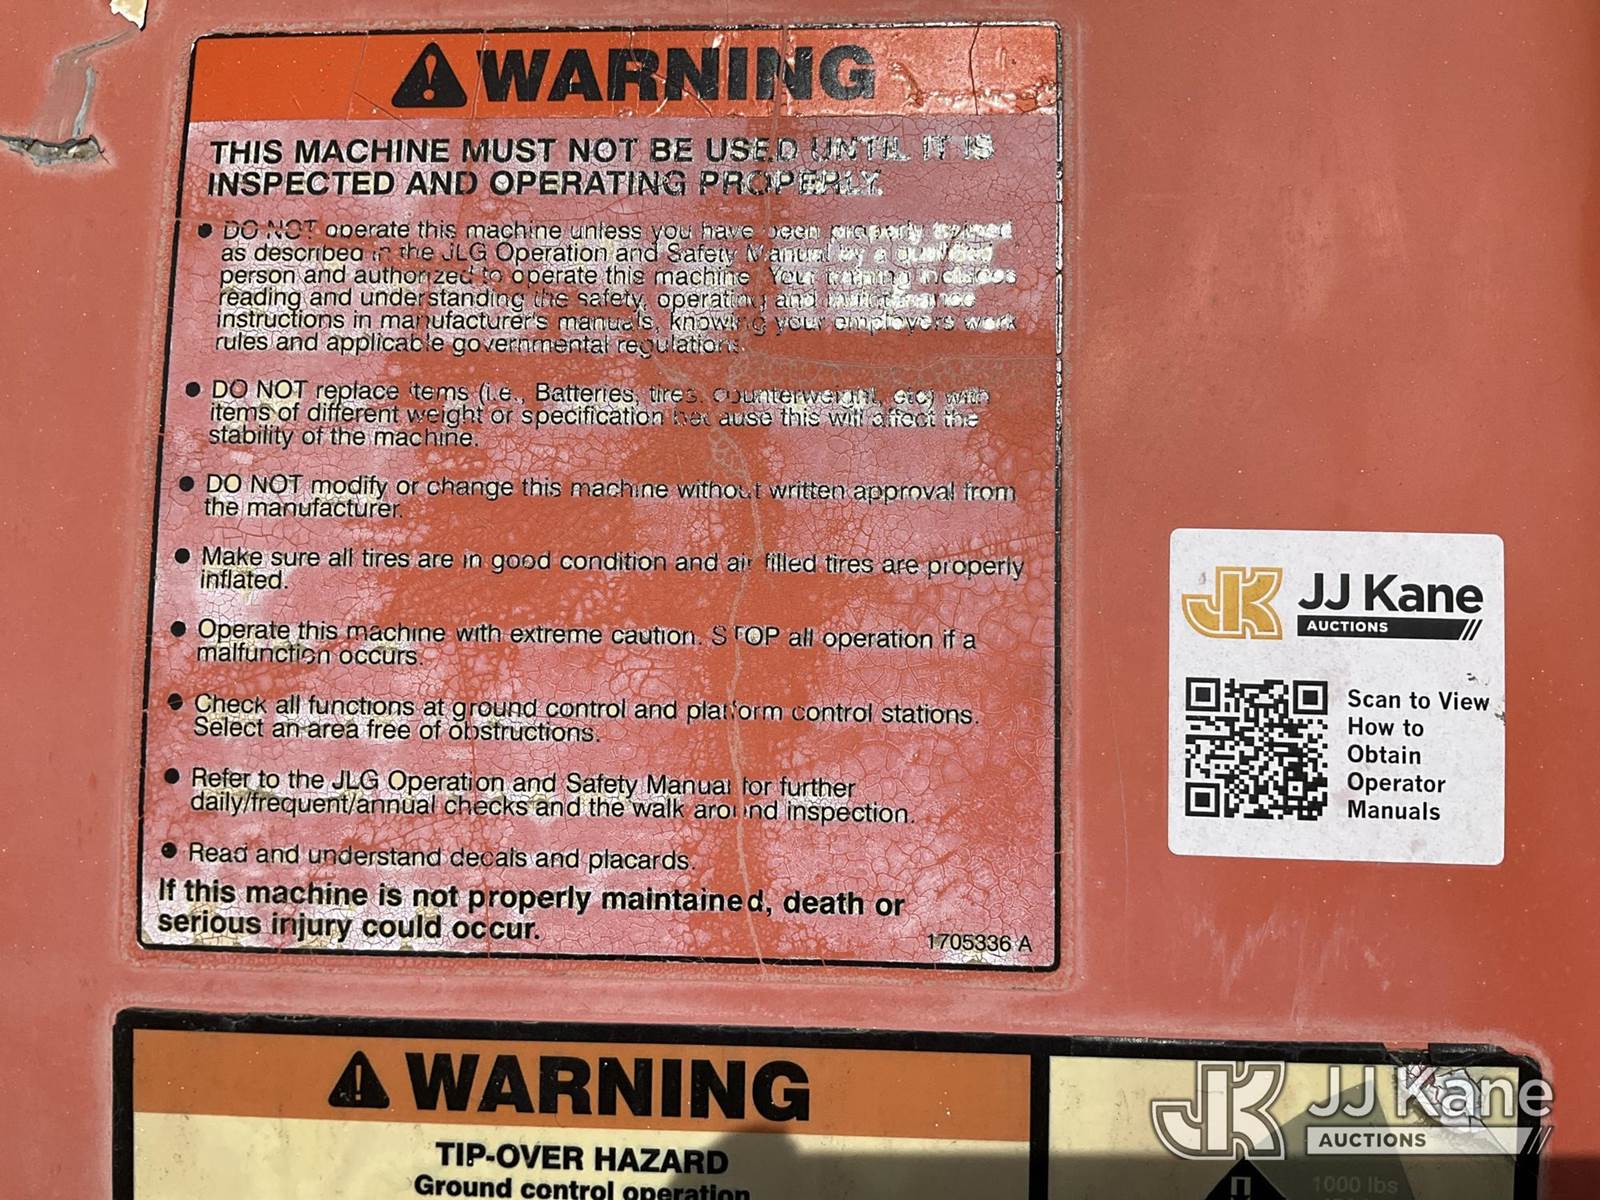 WARNING
THIS MACHINE MUST NOT BE USED UNTIL IT IS
INSPECTED AND OPERATING PROPERLY.
● DO NOT operate this machine unless you have been properly trained
as described in the JLG Operation and Safety Manual by a qualified
person and authorized to operate this machine. Your training includes
reading and understanding the safety, operating and maintenance
instructions in manufacturer's manuals, knowing your employers work
rules and applicable governmental regulations.
● DO NOT replace items (i.e., Batteries, tires, counterweight, etc) with
items of different weight or specification because this will affect the
stability of the machine.
● DO NOT modify or change this machine without written approval from
the manufacturer.
● Make sure all tires are in good condition and air filled tires are properly
inflated.
● Operate this machine with extreme caution. STOP all operation if a
malfunction occurs.
● Check all functions at ground control and platform control stations.
Select an area free of obstructions.
● Refer to the JLG Operation and Safety Manual for further
daily/frequent/annual checks and the walk around inspection.
● Read and understand decals and placards.
If this machine is not properly maintained, death or
serious injury could occur.
1705336 A
JK JJ Kane
AUCTIONS
Scan to View
How to
Obtain
Operator
Manuals
WARNING
TIP-OVER HAZARD
Ground control operation
JK JJ Kane
AUCTIONS
1000 lbs